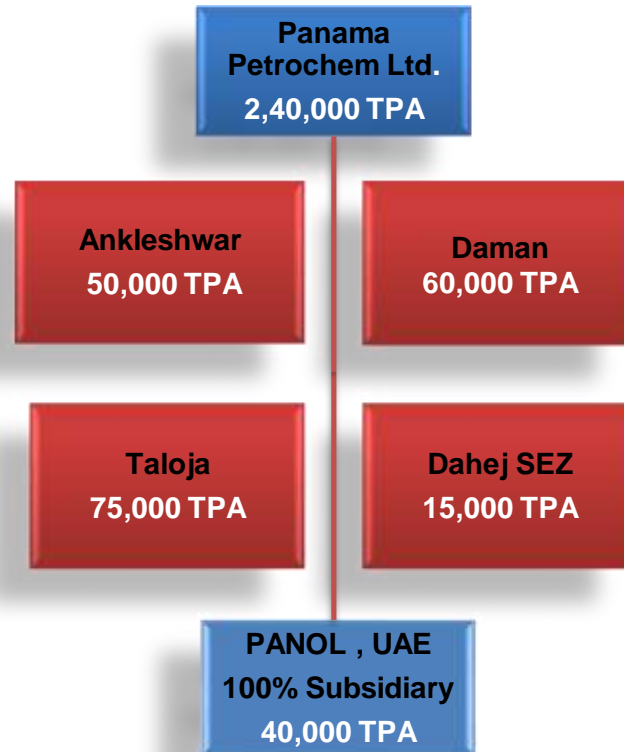 Panama
Petrochem Ltd.
2,40,000 TPA
Ankleshwar
50,000 TPA
Daman
60,000 TPA
Taloja
75,000 TPA
Dahej SEZ
15,000 TPA
PANOL , UAE
100% Subsidiary
40,000 TPA